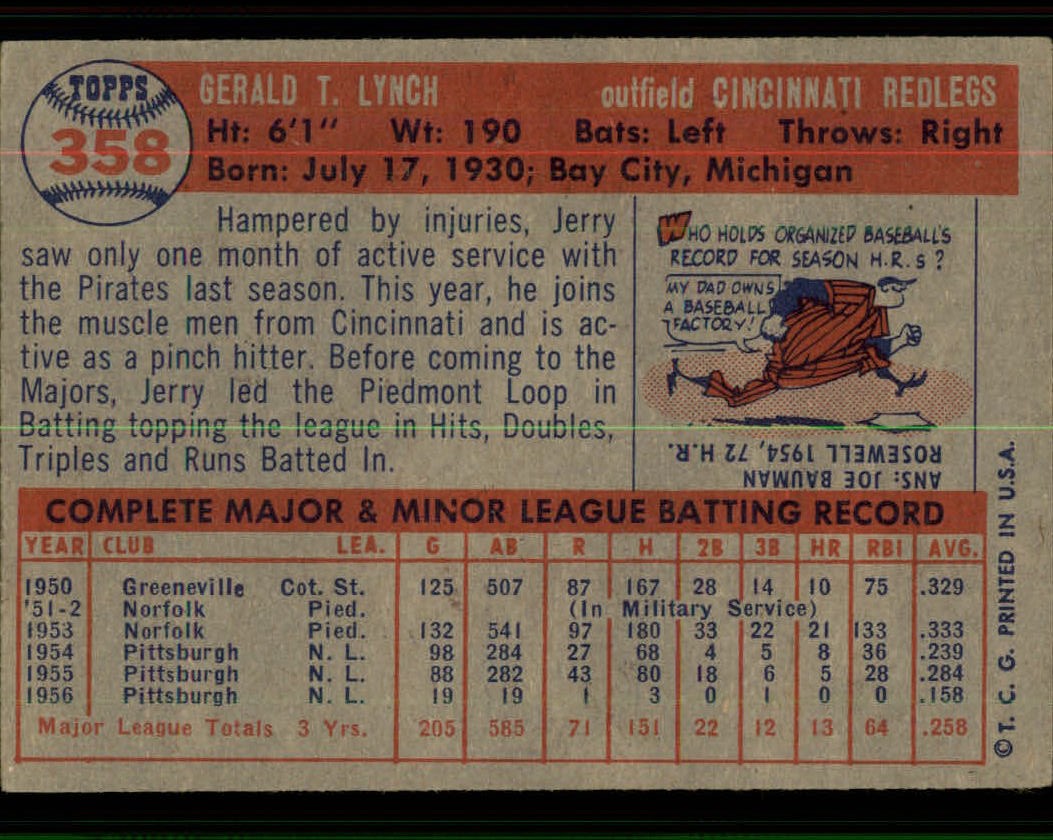 TOPPS
358
GERALD T. LYNCH outfield CINCINNATI REDLEGS
Ht: 6'1" Wt: 190 Bats: Left Throws: Right
Born: July 17, 1930; Bay City, Michigan
Hampered by injuries, Jerry
saw only one month of active service with
the Pirates last season. This year, he joins
the muscle men from Cincinnati and is ac-
tive as a pinch hitter. Before coming to the
Majors, Jerry led the Piedmont Loop in
Batting topping the league in Hits, Doubles,
Triples and Runs Batted In.
WHO HOLDS ORGANIZED BASEBALL'S
RECORD FOR SEASON H.R.S ?
MY DAD OWNS
A BASEBALL
FACTORY!
ANS: JOE BAUMAN
ROSEWELL 1954, 72 H.R.
COMPLETE MAJOR & MINOR LEAGUE BATTING RECORD
YEAR CLUB LEA. G AB R H 2B 3B HR RBI AVG.
1950 Greeneville Cot. St. 125 507 87 167 28 14 10 75 .329
'51-2 Norfolk Pied. (In Military Service)
1953 Norfolk Pied. 132 541 97 180 33 22 21 133 .333
1954 Pittsburgh N. L. 98 284 27 68 4 5 8 36 .239
1955 Pittsburgh N. L. 88 282 43 80 18 6 5 28 .284
1956 Pittsburgh N. L. 19 19 1 3 0 1 0 0 .158
Major League Totals 3 Yrs. 205 585 71 151 22 12 13 64 .258
©T. C. G. PRINTED IN U.S.A.